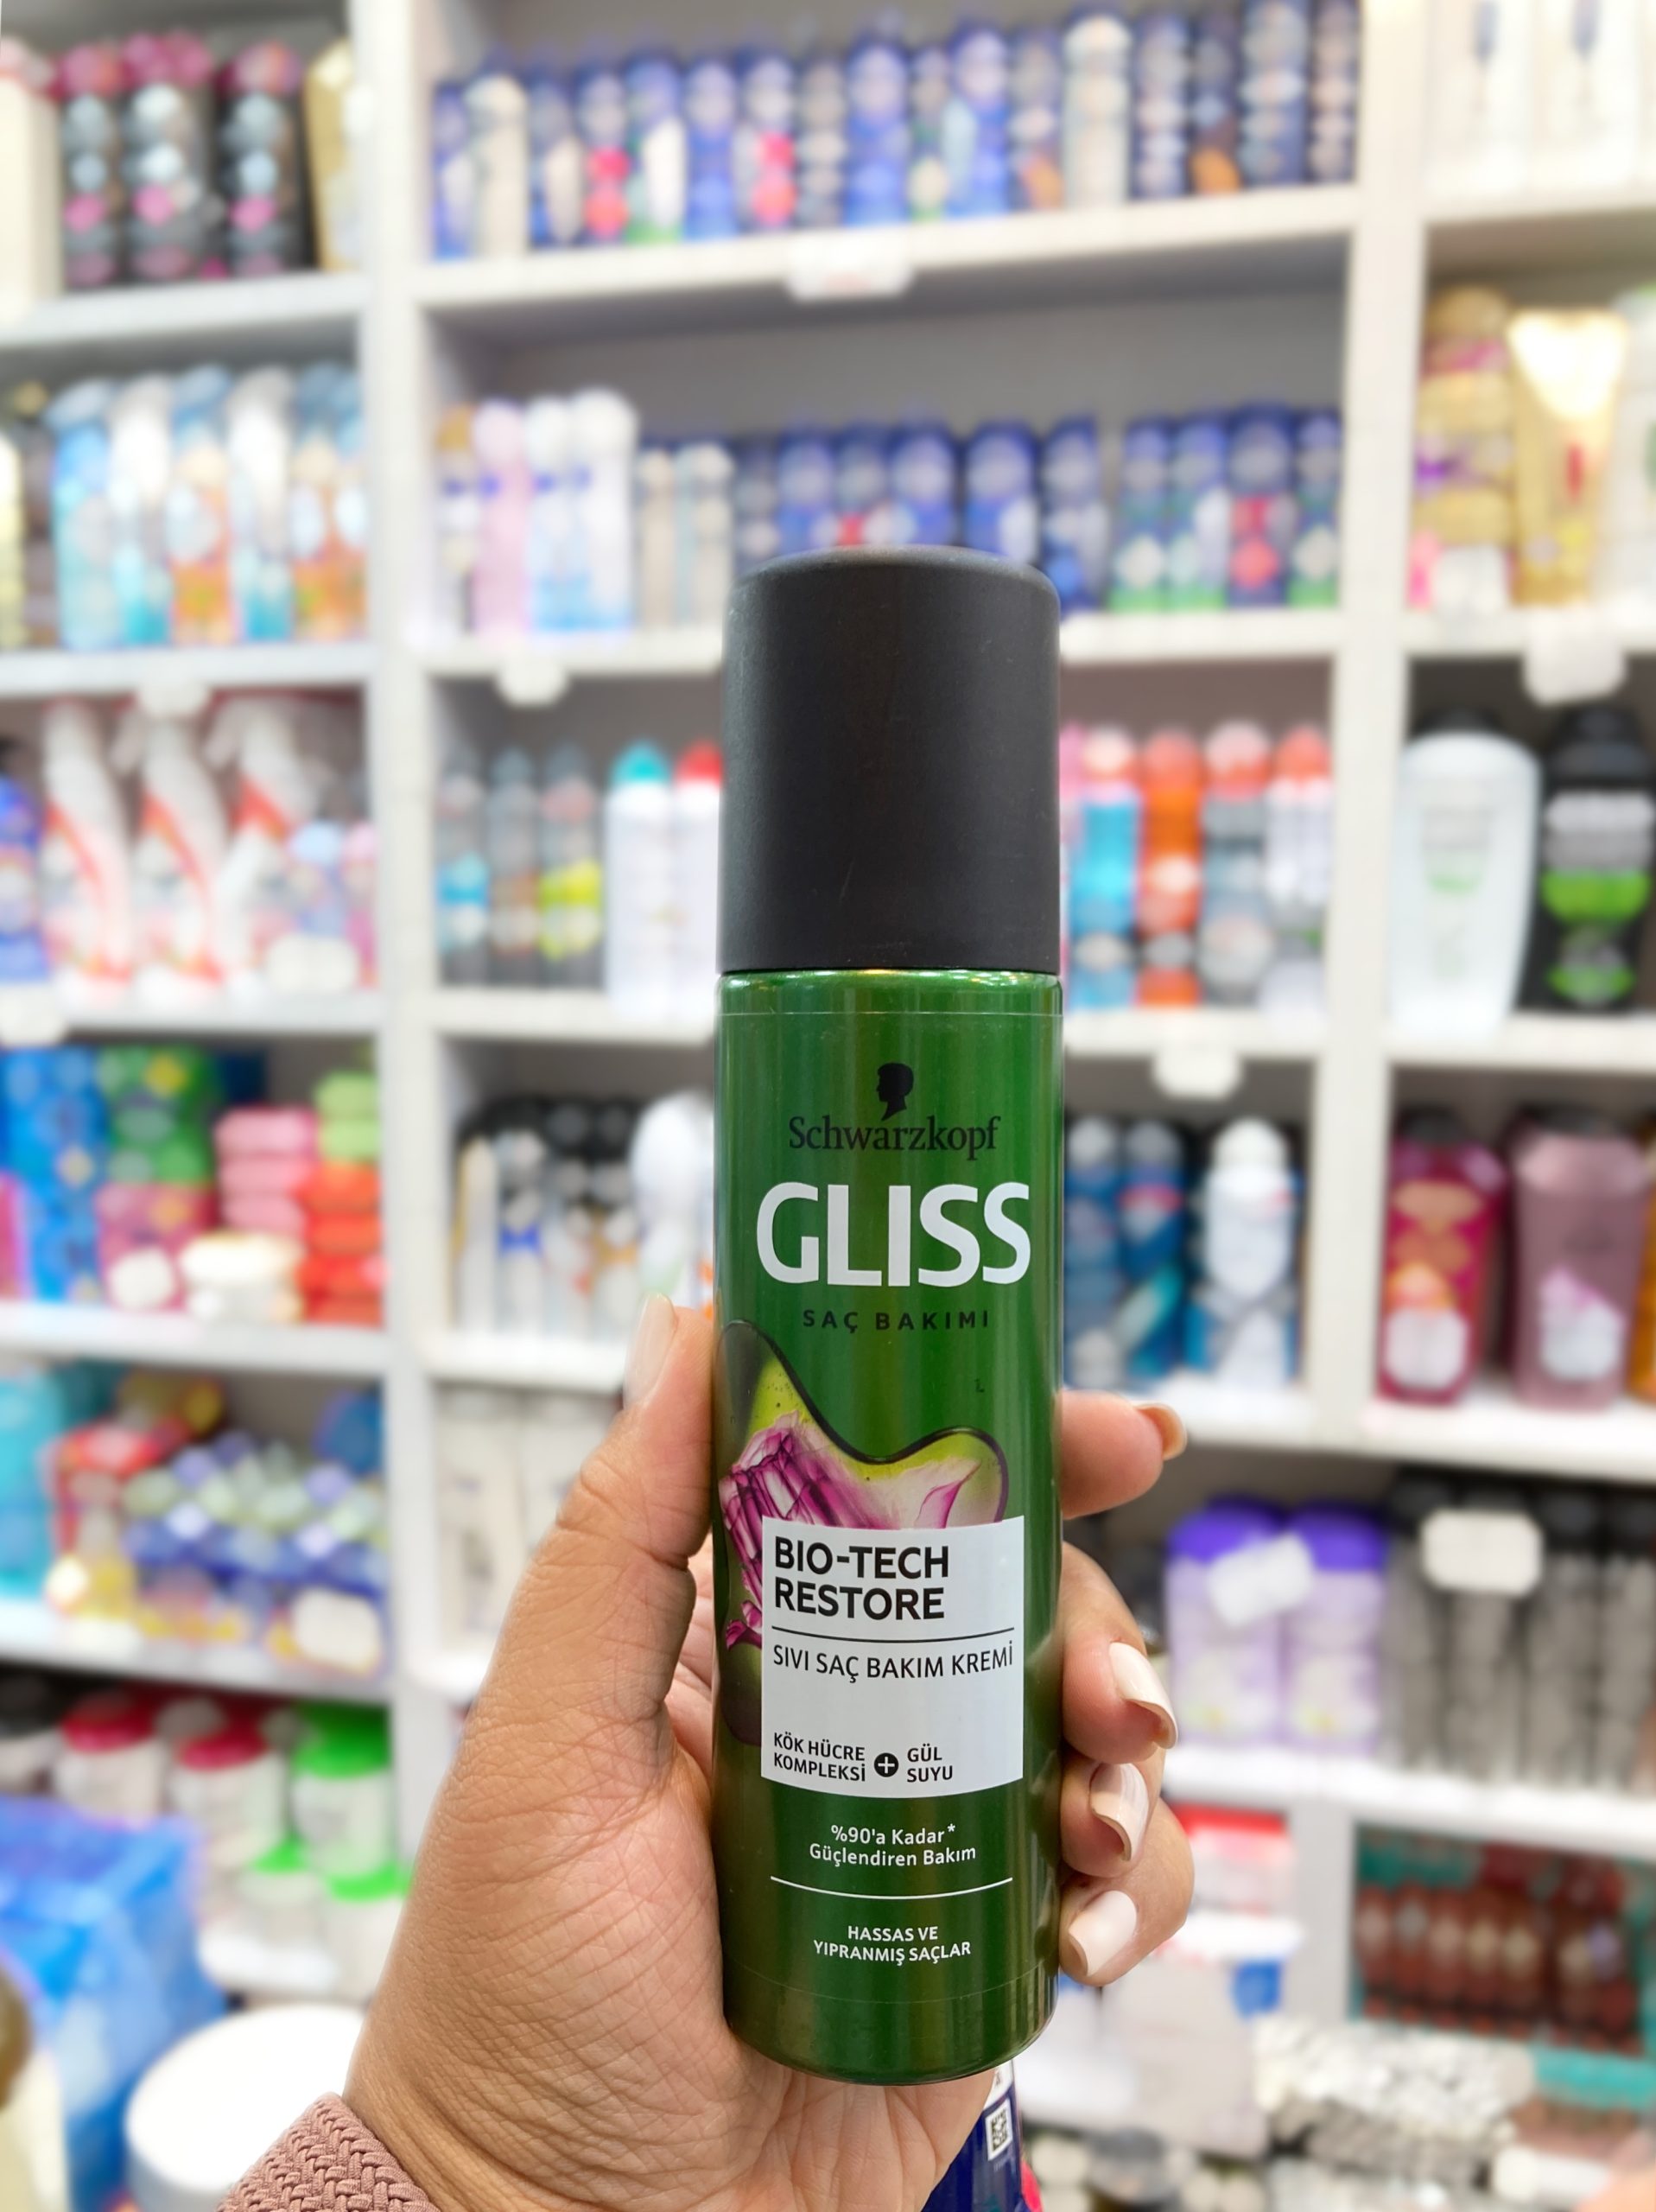 Schwarzkopf
GLISS
SAÇ BAKIMI
BIO-TECH
RESTORE
SIVI SAÇ BAKIM KREMİ
KÖK HÜCRE
KOMPLEKSİ
+
GÜL
SUYU
%90'a Kadar*
Güçlendiren Bakım
HASSAS VE
YIPRANMIŞ SAÇLAR